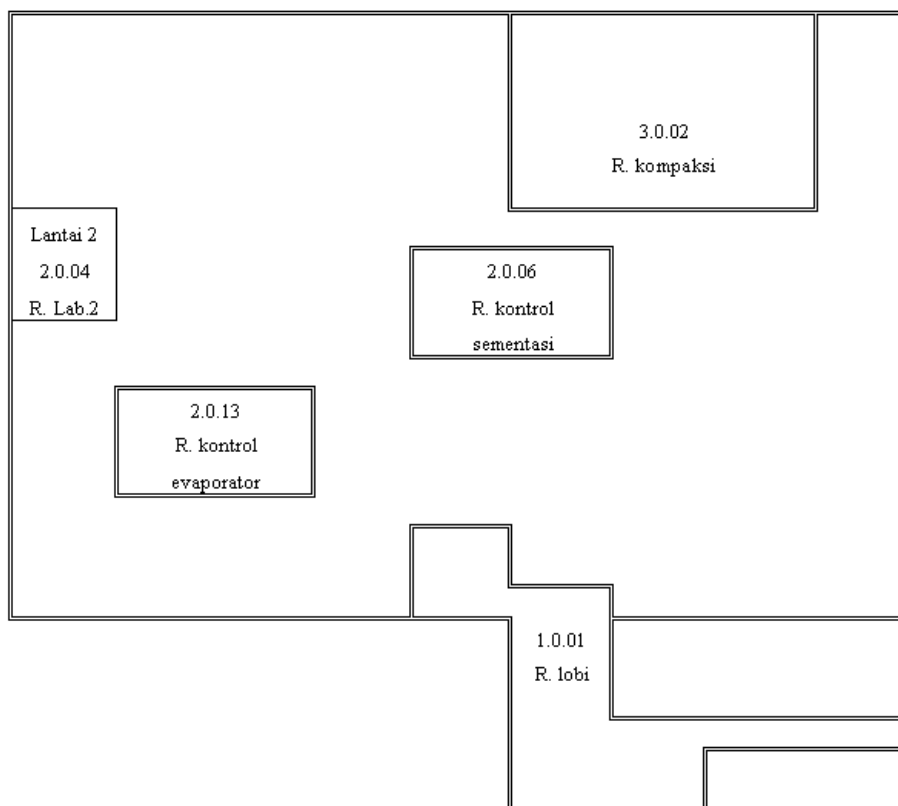 3.0.02
R. kompaksi
Lantai 2
2.0.04
R. Lab.2
2.0.06
R. kontrol
sementasi
2.0.13
R. kontrol
evaporator
1.0.01
R. lobi